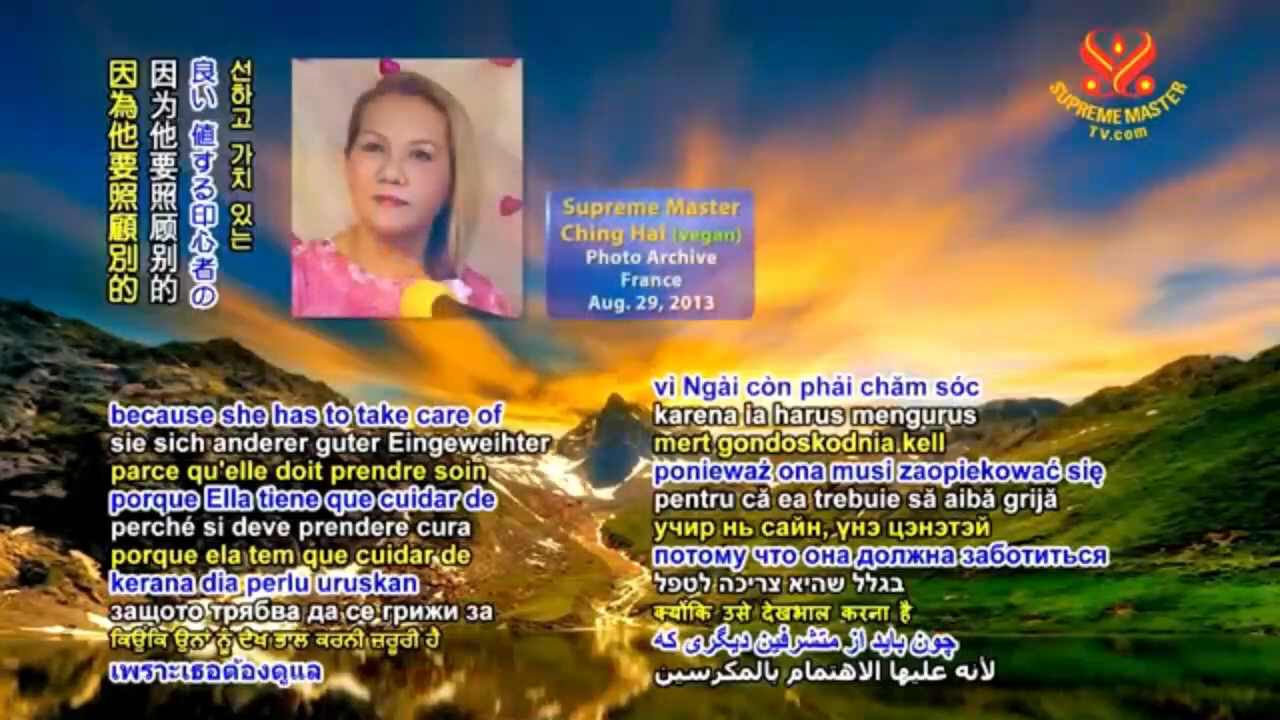 因為他要照顧別的
因为他要照顾别的
良い 値する印心者の
선하고 가치 있는
SUPREME MASTER
TV.com
Supreme Master
Ching Hai (vegan)
Photo Archive
France
Aug. 29, 2013
because she has to take care of
sie sich anderer guter Eingeweihter
parce qu'elle doit prendre soin
porque Ella tiene que cuidar de
perché si deve prendere cura
porque ela tem que cuidar de
kerana dia perlu uruskan
защото трябва да се грижи за
ਕਿਉਂਕਿ ਉਨਾਂ ਨੂੰ ਦੇਖ ਭਾਲ ਕਰਨੀ ਜ਼ਰੂਰੀ ਹੈ
เพราะเธอต้องดูแล
vì Ngài còn phải chăm sóc
karena ia harus mengurus
mert gondoskodnia kell
ponieważ ona musi zaopiekować się
pentru că ea trebuie să aibă grijă
учир нь сайн, үнэ цэнэтэй
потому что она должна заботиться
בגלל שהיא צריכה לטפל
क्योंकि उसे देखभाल करना है
چون باید از متشرفین دیگری که
لأنه عليها الاهتمام بالمكرسين